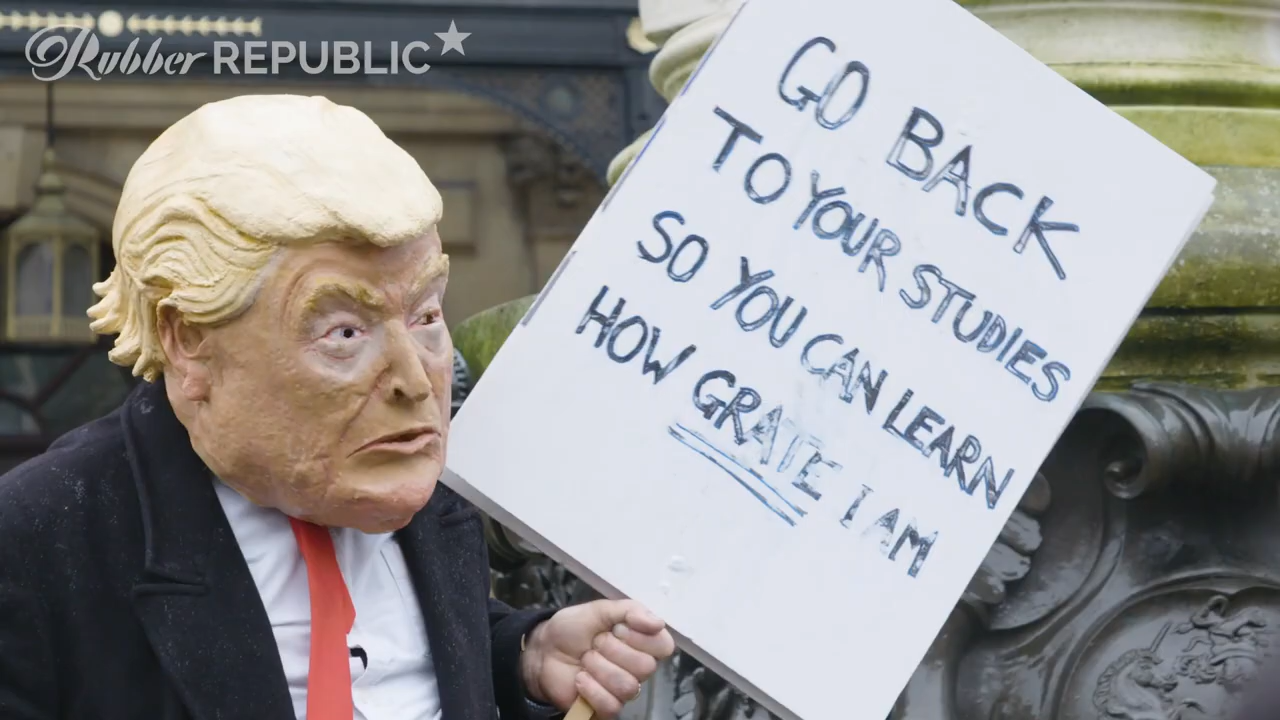 Rubber REPUBLIC
GO BACK
TO YOUR STUDIES
SO YOU CAN LEARN
HOW GRATE I AM